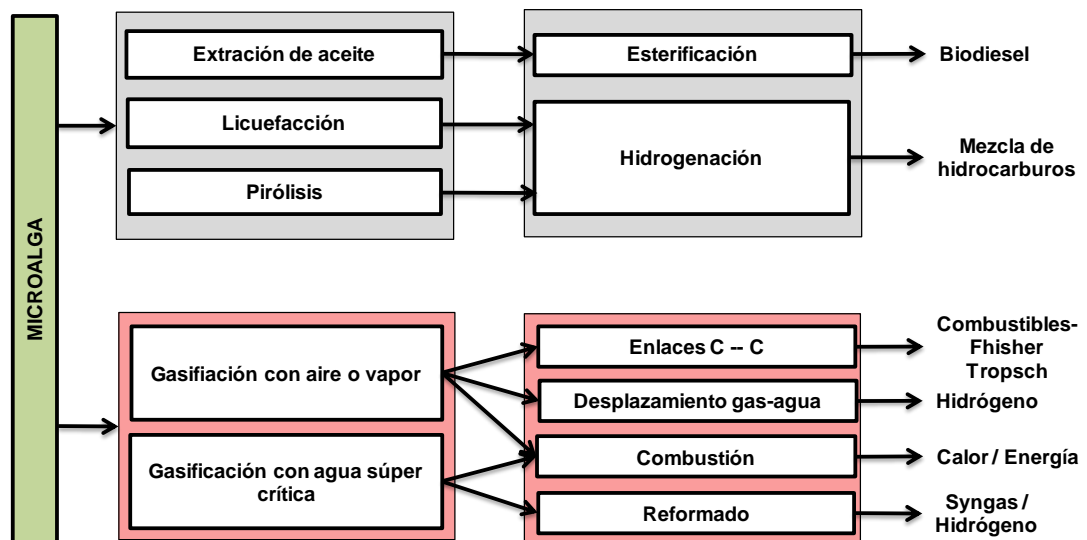 MICROALGA
Extración de aceite
Esterificación
Biodiesel
Licuefacción
Hidrogenación
Mezcla de
hidrocarburos
Pirólisis
Gasifiación con aire o vapor
Enlaces C -- C
Combustibles-
Fhisher
Tropsch
Desplazamiento gas-agua
Hidrógeno
Gasificación con agua súper
crítica
Combustión
Calor / Energía
Reformado
Syngas /
Hidrógeno